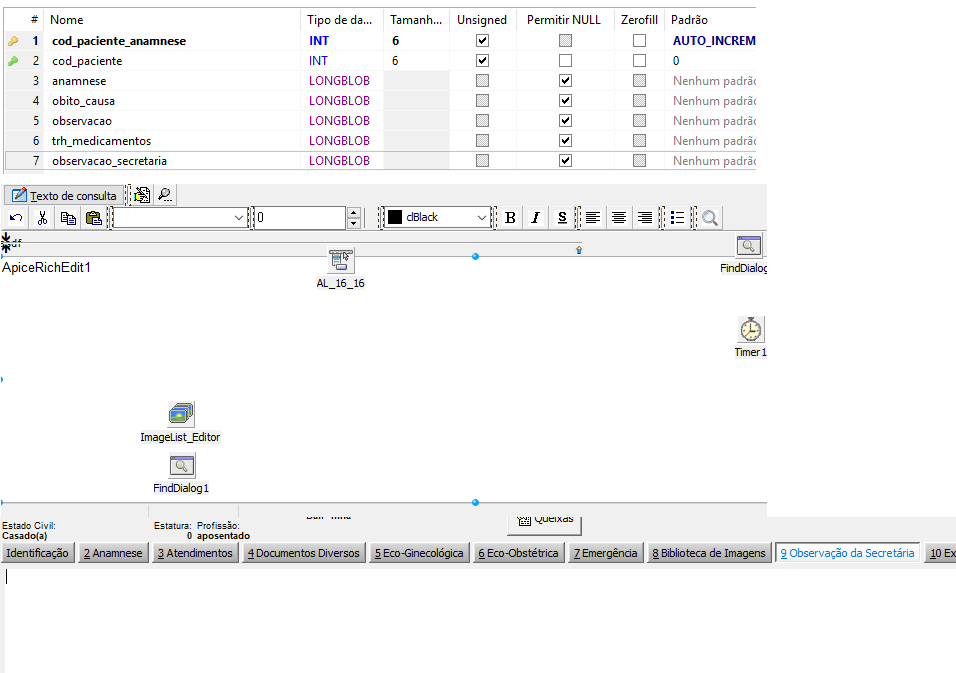 # Nome Tipo de da... Tamanh... Unsigned Permitir NULL Zerofill Padrão
1 cod_paciente_anamnese INT 6 AUTO_INCREM
2 cod_paciente INT 6 0
3 anamnese LONGBLOB Nenhum padrão
4 obito_causa LONGBLOB Nenhum padrão
5 observacao LONGBLOB Nenhum padrão
6 trh_medicamentos LONGBLOB Nenhum padrão
7 observacao_secretaria LONGBLOB Nenhum padrão
Texto de consulta
0 clBlack B I S
ApiceRichEdit1
AL_16_16
FindDialog
Timer1
ImageList_Editor
FindDialog1
Estado Civil: Estatura: Profissão:
Casado(a) 0 aposentado
Queixas
Identificação 2 Anamnese 3 Atendimentos 4 Documentos Diversos 5 Eco-Ginecológica 6 Eco-Obstétrica 7 Emergência 8 Biblioteca de Imagens 9 Observação da Secretária 10 Ex